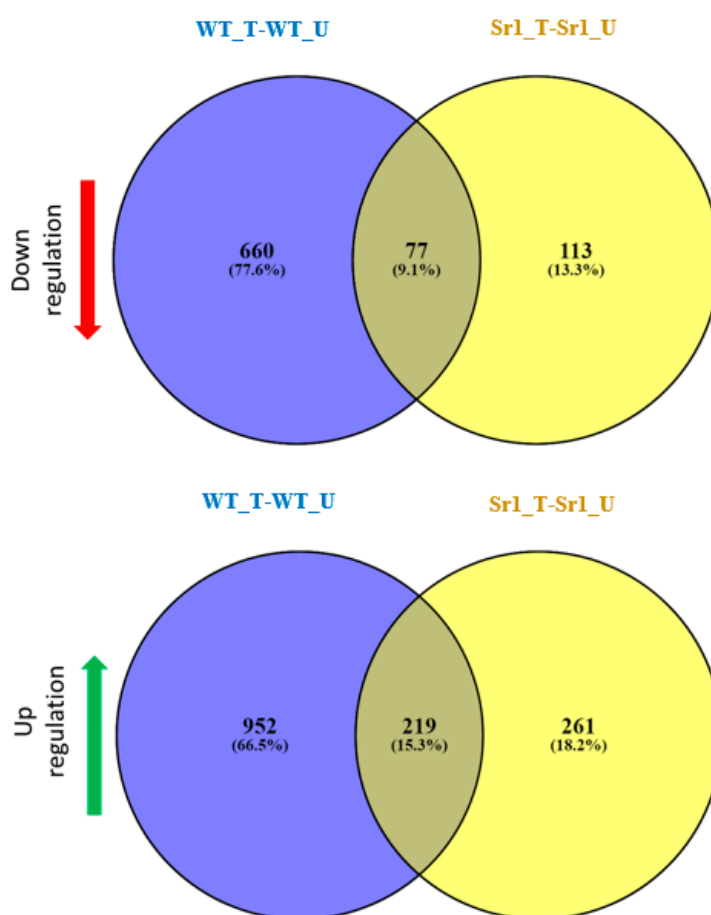 WT_T-WT_U
Sr1_T-Sr1_U
Down
regulation
660
(77.6%)
77
(9.1%)
113
(13.3%)
WT_T-WT_U
Sr1_T-Sr1_U
Up
regulation
952
(66.5%)
219
(15.3%)
261
(18.2%)